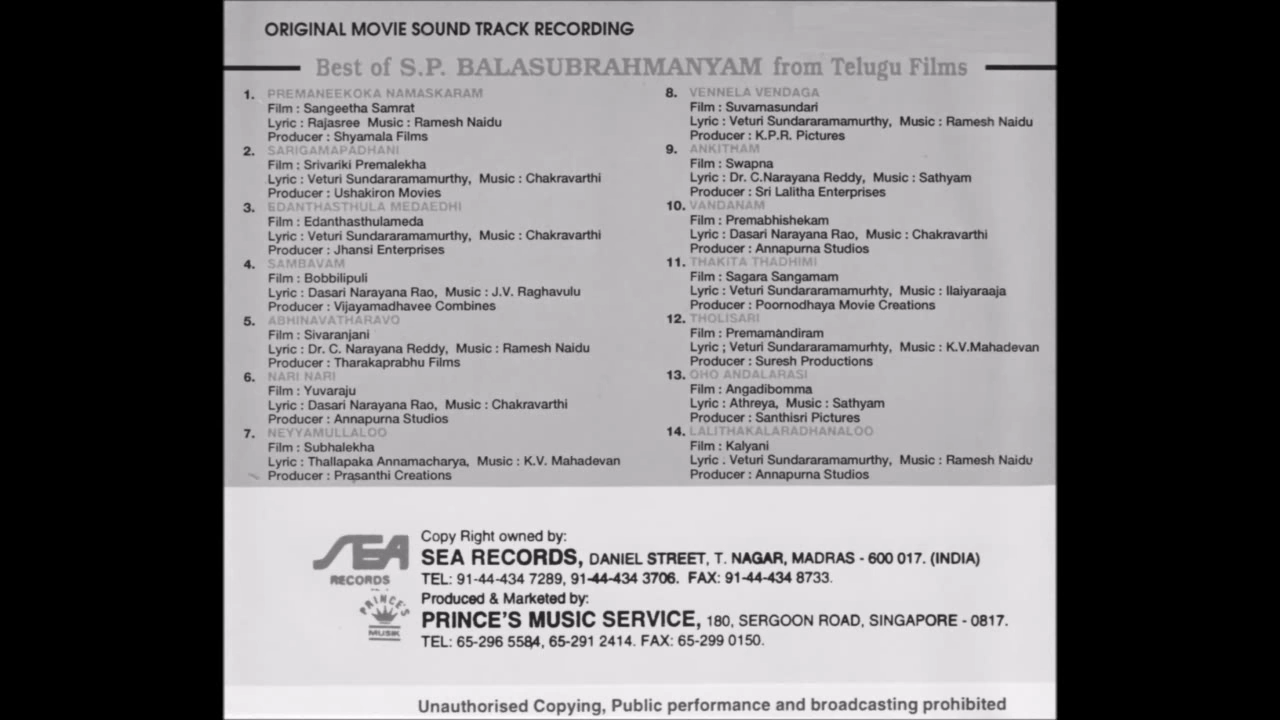 ORIGINAL MOVIE SOUND TRACK RECORDING
Best of S.P. BALASUBRAHMANYAM from Telugu Films
1. PREMANEEKOKA NAMASKARAM
Film : Sangeetha Samrat
Lyric : Rajasree Music : Ramesh Naidu
Producer : Shyamala Films
2. SARIGAMAPADHANI
Film : Srivariki Premalekha
Lyric : Veturi Sundararamamurthy, Music : Chakravarthi
Producer : Ushakiron Movies
3. EDANTHASTHULA MEDAEDHI
Film : Edanthasthulameda
Lyric : Veturi Sundararamamurthy, Music : Chakravarthi
Producer : Jhansi Enterprises
4. SAMBAVAM
Film : Bobbilipuli
Lyric : Dasari Narayana Rao, Music : J.V. Raghavulu
Producer : Vijayamadhavee Combines
5. ABHINAVATHARAVO
Film : Sivaranjani
Lyric : Dr. C. Narayana Reddy, Music : Ramesh Naidu
Producer : Tharakaprabhu Films
6. NARI NARI
Film : Yuvaraju
Lyric : Dasari Narayana Rao, Music : Chakravarthi
Producer : Annapurna Studios
7. NEYYAMULLALOO
Film : Subhalekha
Lyric : Thallapaka Annamacharya, Music : K.V. Mahadevan
Producer : Prasanthi Creations
8. VENNELA VENDAGA
Film : Suvarnasundari
Lyric : Veturi Sundararamamurthy, Music : Ramesh Naidu
Producer : K.P.R. Pictures
9. ANKITHAM
Film : Swapna
Lyric : Dr. C.Narayana Reddy, Music : Sathyam
Producer : Sri Lalitha Enterprises
10. VANDANAM
Film : Premabhishekam
Lyric : Dasari Narayana Rao, Music : Chakravarthi
Producer : Annapurna Studios
11. THAKITA THADHIMI
Film : Sagara Sangamam
Lyric : Veturi Sundararamamurhty, Music : Ilaiyaraaja
Producer : Poornodhaya Movie Creations
12. THOLISARI
Film : Premamandiram
Lyric ; Veturi Sundararamamurhty, Music : K.V.Mahadevan
Producer : Suresh Productions
13. OHO ANDALARASI
Film : Angadibomma
Lyric : Athreya, Music : Sathyam
Producer : Santhisri Pictures
14. LALITHAKALARADHANALOO
Film : Kalyani
Lyric . Veturi Sundararamamurthy, Music : Ramesh Naidu
Producer : Annapurna Studios
SEA RECORDS
Copy Right owned by:
SEA RECORDS, DANIEL STREET, T. NAGAR, MADRAS - 600 017. (INDIA)
TEL: 91-44-434 7289, 91-44-434 3706. FAX: 91-44-434 8733.
PRINCE'S MUSIK
Produced & Marketed by:
PRINCE'S MUSIC SERVICE, 180, SERGOON ROAD, SINGAPORE - 0817.
TEL: 65-296 5584, 65-291 2414. FAX: 65-299 0150.
Unauthorised Copying, Public performance and broadcasting prohibited